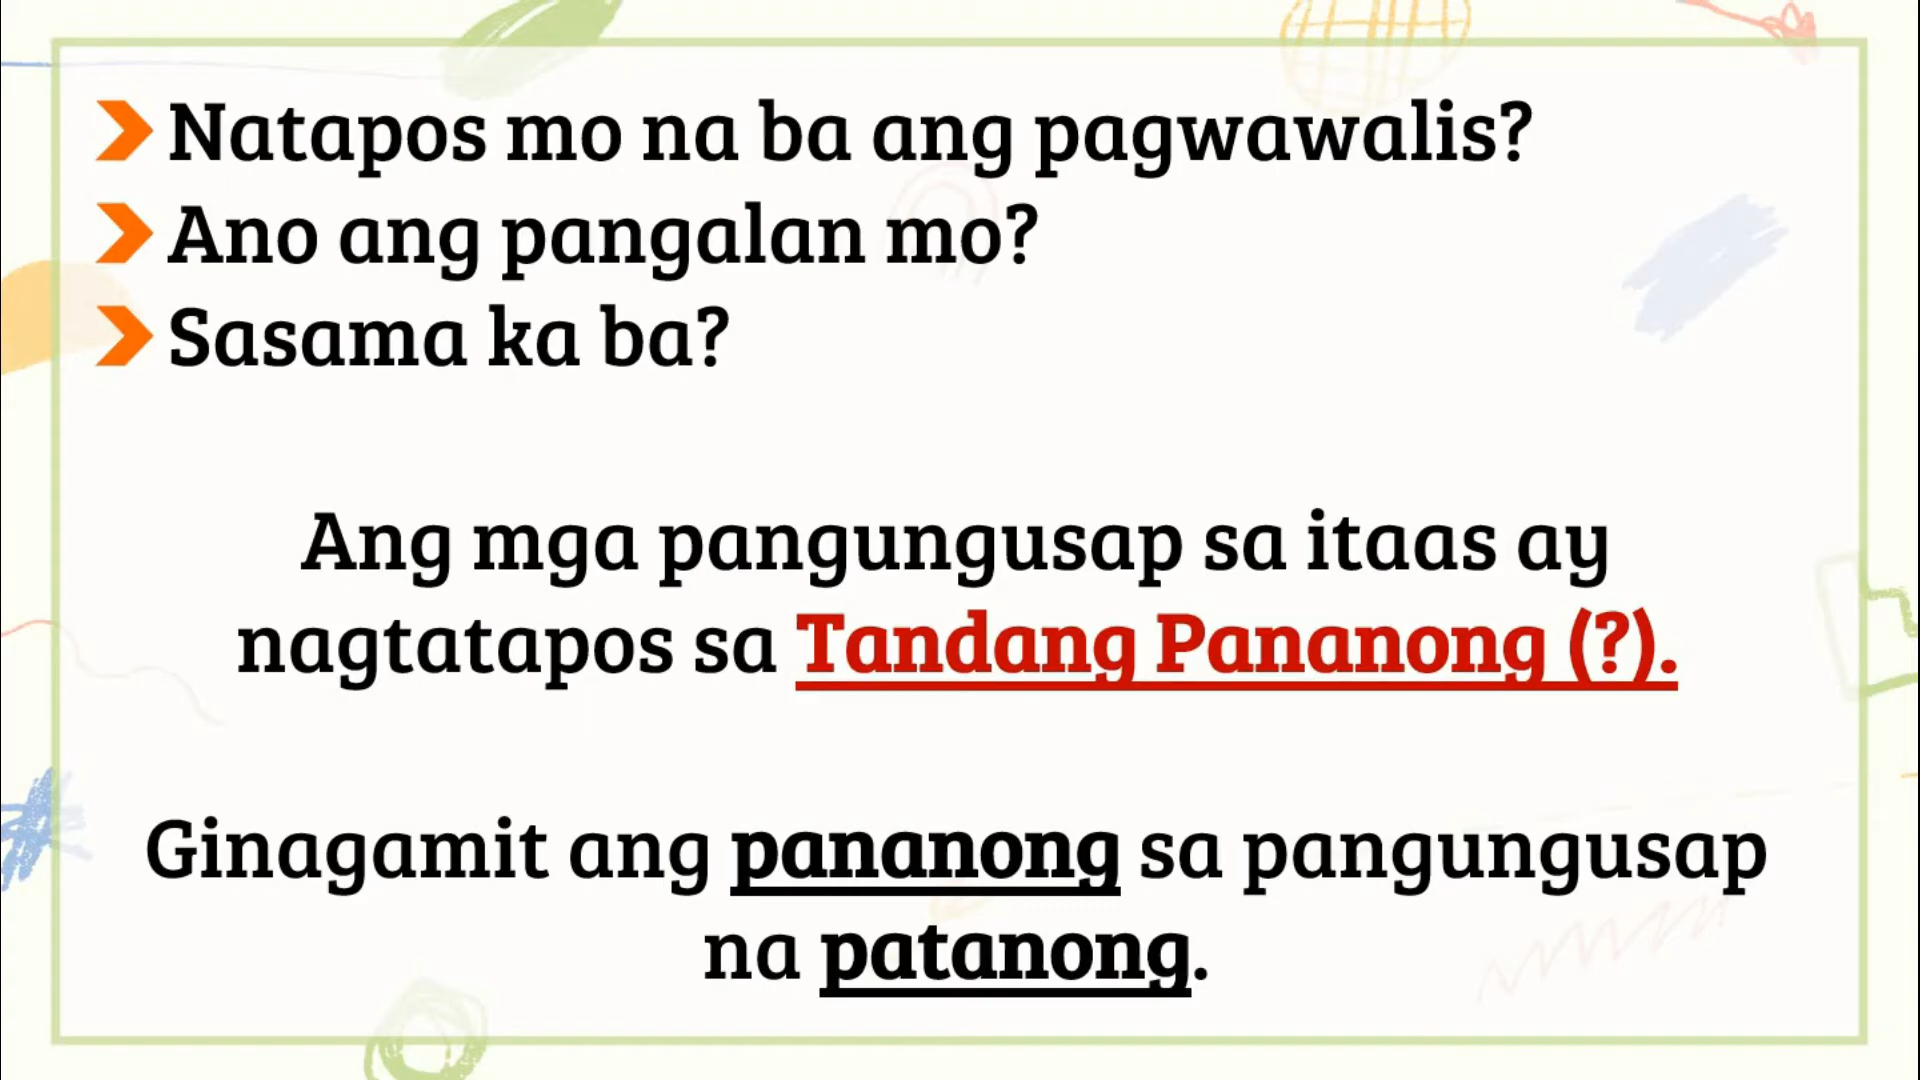 Natapos mo na ba ang pagwawalis?
Ano ang pangalan mo?
Sasama ka ba?
Ang mga pangungusap sa itaas ay
nagtatapos sa Tandang Pananong (?).
Ginagamit ang pananong sa pangungusap
na patanong.